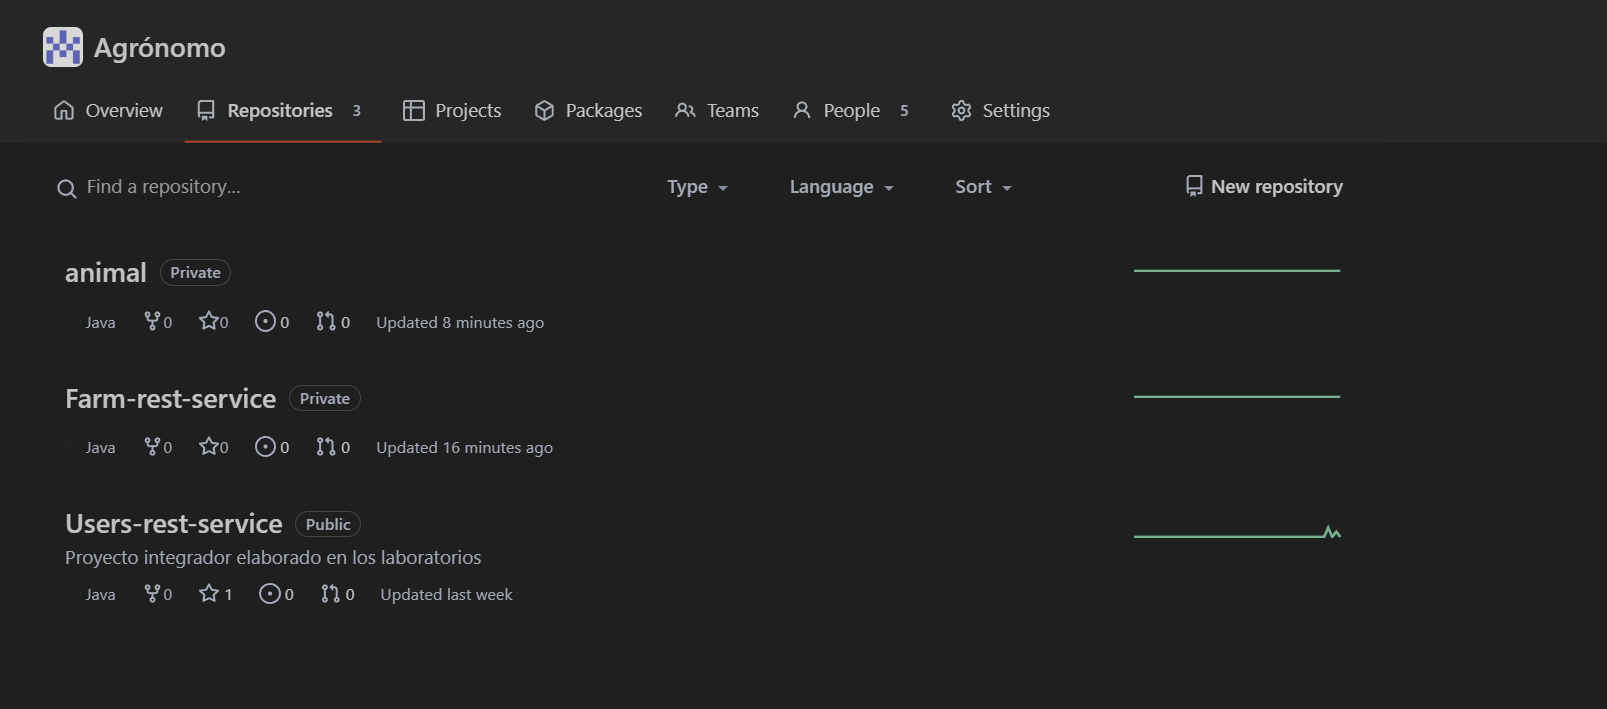 Agrónomo
Overview Repositories 3 Projects Packages Teams People 5 Settings
Find a repository... Type Language Sort New repository
animal Private
Java 0 0 0 0 Updated 8 minutes ago
Farm-rest-service Private
Java 0 0 0 0 Updated 16 minutes ago
Users-rest-service Public
Proyecto integrador elaborado en los laboratorios
Java 0 1 0 0 Updated last week